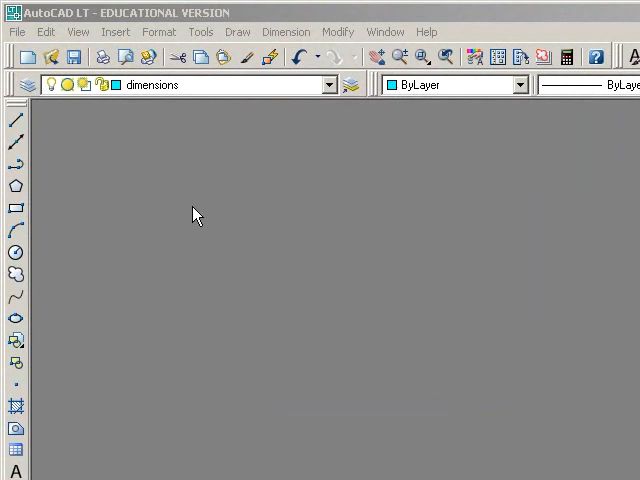 AutoCAD LT - EDUCATIONAL VERSION
File Edit View Insert Format Tools Draw Dimension Modify Window Help
dimensions ByLayer ByLaye
A